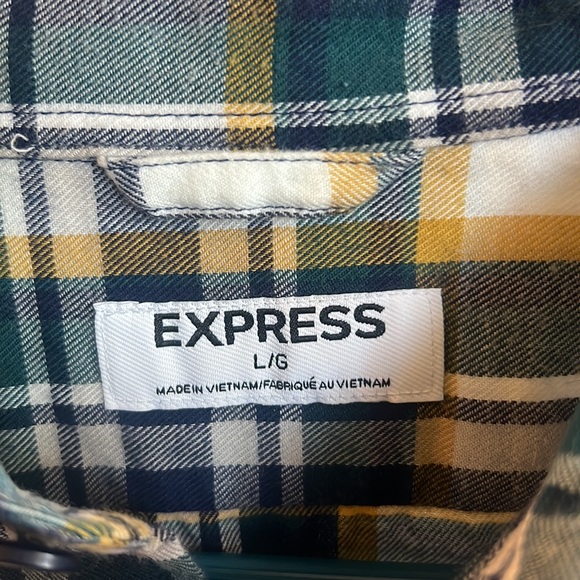 EXPRESS
L/G
MADE IN VIETNAM/FABRIQUÉ AU VIETNAM